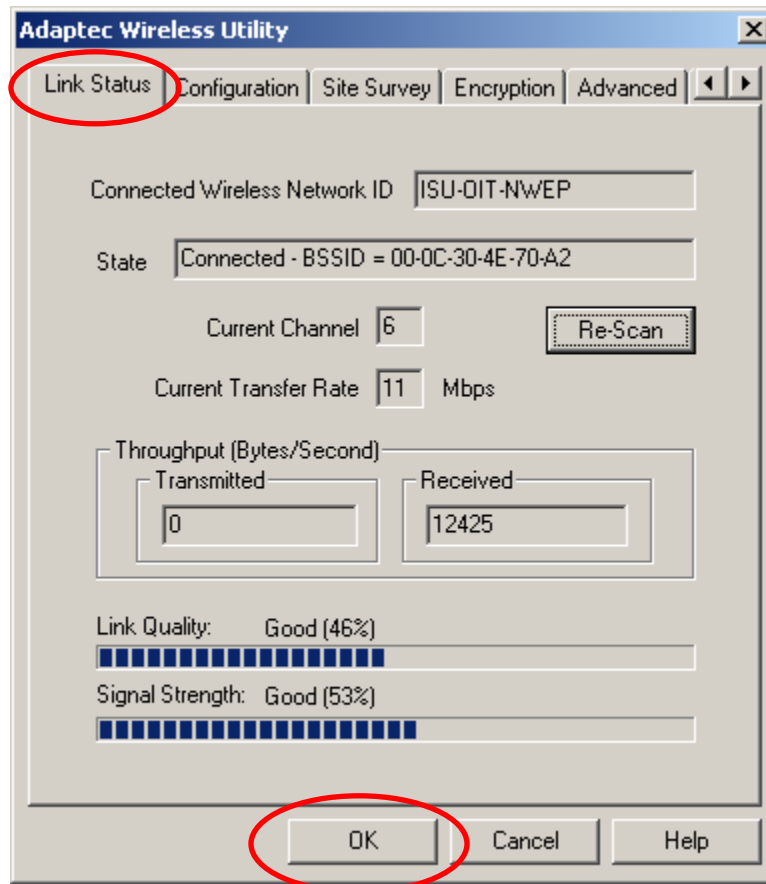 Adaptec Wireless Utility
Link Status Configuration Site Survey Encryption Advanced
Connected Wireless Network ID ISU-OIT-NWEP
State Connected - BSSID = 00-0C-30-4E-70-A2
Current Channel 6 Re-Scan
Current Transfer Rate 11 Mbps
Throughput (Bytes/Second)
Transmitted Received
0 12425
Link Quality: Good (46%)
Signal Strength: Good (53%)
OK Cancel Help